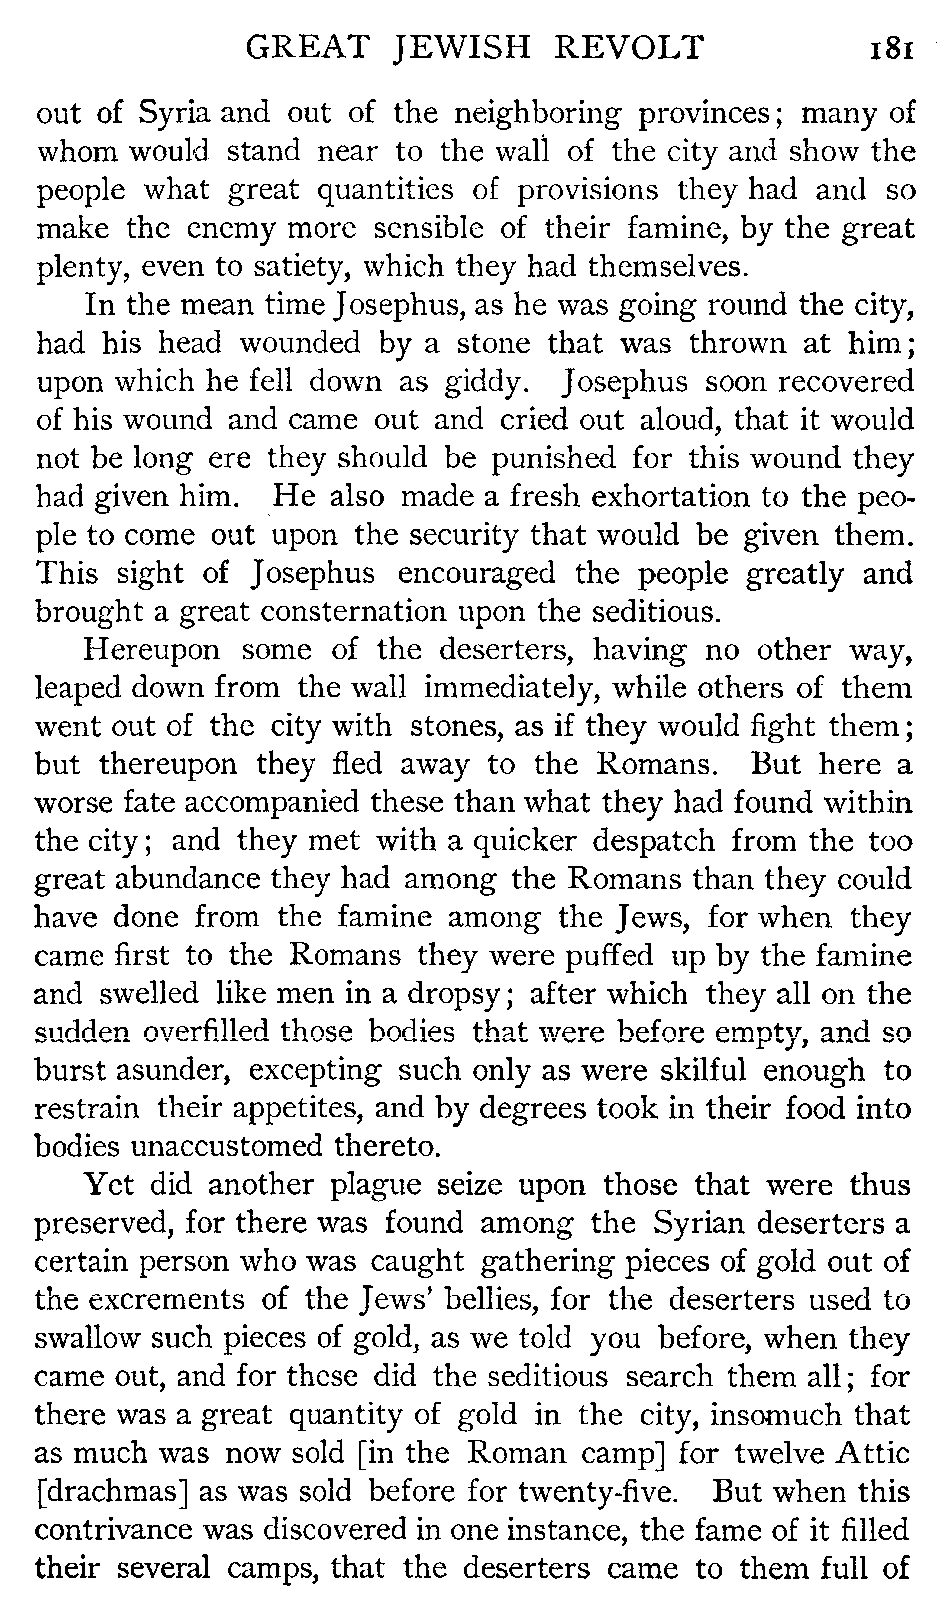 GREAT JEWISH REVOLT 181
out of Syria and out of the neighboring provinces; many of
whom would stand near to the wall of the city and show the
people what great quantities of provisions they had and so
make the enemy more sensible of their famine, by the great
plenty, even to satiety, which they had themselves.
In the mean time Josephus, as he was going round the city,
had his head wounded by a stone that was thrown at him;
upon which he fell down as giddy. Josephus soon recovered
of his wound and came out and cried out aloud, that it would
not be long ere they should be punished for this wound they
had given him. He also made a fresh exhortation to the peo-
ple to come out upon the security that would be given them.
This sight of Josephus encouraged the people greatly and
brought a great consternation upon the seditious.
Hereupon some of the deserters, having no other way,
leaped down from the wall immediately, while others of them
went out of the city with stones, as if they would fight them;
but thereupon they fled away to the Romans. But here a
worse fate accompanied these than what they had found within
the city; and they met with a quicker despatch from the too
great abundance they had among the Romans than they could
have done from the famine among the Jews, for when they
came first to the Romans they were puffed up by the famine
and swelled like men in a dropsy; after which they all on the
sudden overfilled those bodies that were before empty, and so
burst asunder, excepting such only as were skilful enough to
restrain their appetites, and by degrees took in their food into
bodies unaccustomed thereto.
Yet did another plague seize upon those that were thus
preserved, for there was found among the Syrian deserters a
certain person who was caught gathering pieces of gold out of
the excrements of the Jews' bellies, for the deserters used to
swallow such pieces of gold, as we told you before, when they
came out, and for these did the seditious search them all; for
there was a great quantity of gold in the city, insomuch that
as much was now sold [in the Roman camp] for twelve Attic
[drachmas] as was sold before for twenty-five. But when this
contrivance was discovered in one instance, the fame of it filled
their several camps, that the deserters came to them full of